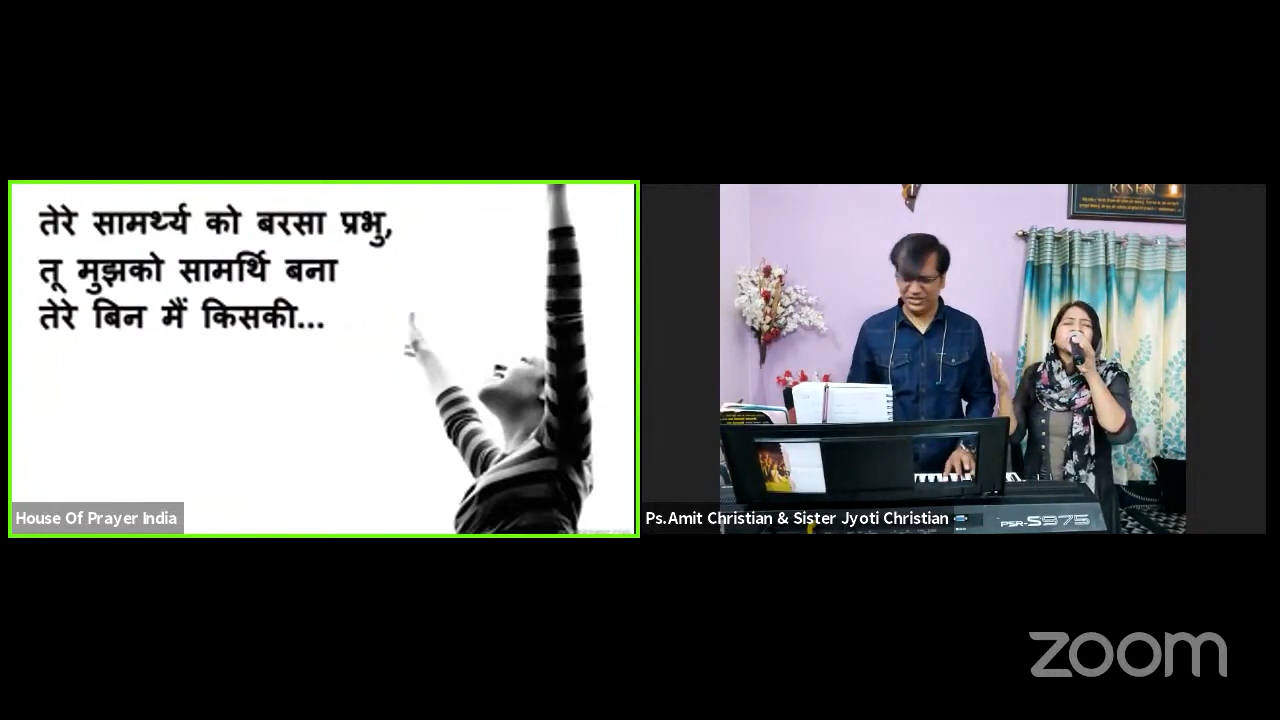 तेरे सामर्थ्य को बरसा प्रभु,
तू मुझको सामर्थि बना
तेरे बिन मैं किसकी...
House Of Prayer India
RISEN
Ps.Amit Christian & Sister Jyoti Christian
PSR-S975
zoom